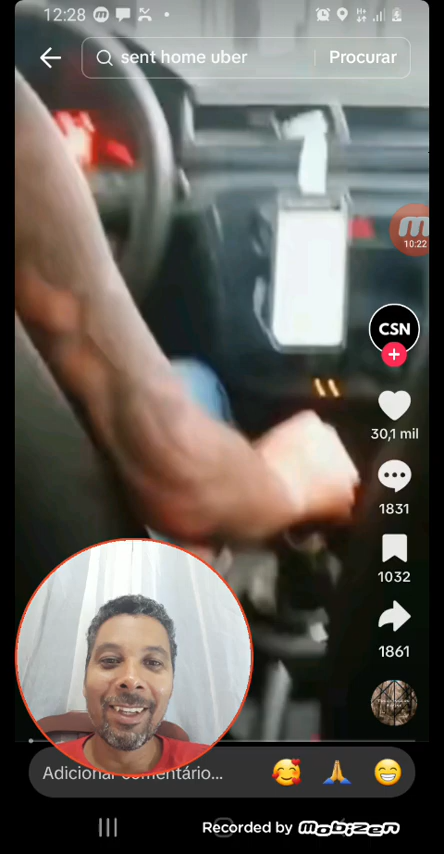 12:28
sent home uber
Procurar
10:22
CSN
30,1 mil
1831
1032
1861
Adicionar comentário...
Recorded by mobizen